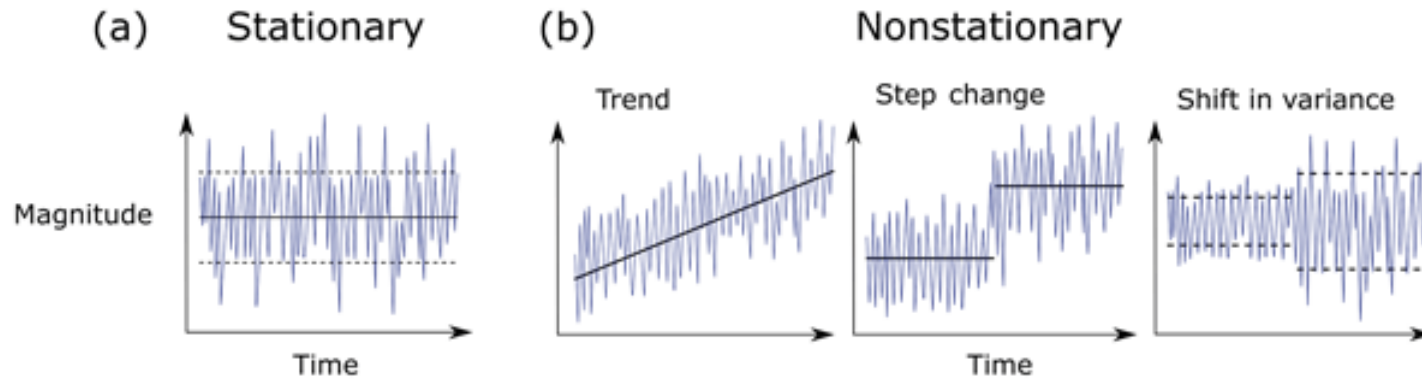 (a) Stationary
(b) Nonstationary
Trend
Step change
Shift in variance
Magnitude
Time
Time